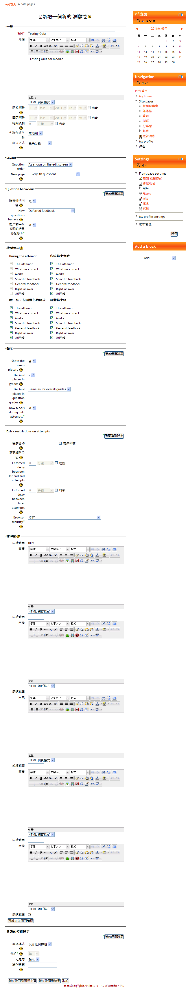 回到首頁 ► Site pages
新增一個新的 測驗卷
一般
名稱* Testing Quiz
介紹 字体 文字大小 段落
Testing Quiz for Moodle
位置: p
HTML 網頁格式
開放測驗 1 九月 2011 15 36 啓動
關閉測驗 1 九月 2011 15 36 啓動
時間限制 0 分鐘 啓動
允許作答次數 無限制
評分方式 最高分數
Layout
Question order As shown on the edit screen
New page Every 10 questions
Question behaviour
* 隱藏進階設定
隨機排列內容 是
How questions behave Deferred feedback
顯示前一次答題的結果於試卷上* 否
檢閱選項
During the attempt
The attempt
Whether correct
Marks
Specific feedback
General feedback
Right answer
總回饋
作答結束當時
The attempt
Whether correct
Marks
Specific feedback
General feedback
Right answer
總回饋
晚一些，但測驗仍然開放
The attempt
Whether correct
Marks
Specific feedback
General feedback
Right answer
總回饋
測驗結束後
The attempt
Whether correct
Marks
Specific feedback
General feedback
Right answer
總回饋
顯示
* 隱藏進階設定
Show the user's picture 否
Decimal places in grades 2
Decimal places in question grades Same as for overall grades
Show blocks during quiz attempts* 否
Extra restrictions on attempts
* 隱藏進階設定
需要密碼 顯示密碼
需要網路位址
Enforced delay between 1st and 2nd attempts 0 分鐘 啓動
Enforced delay between later attempts 0 分鐘 啓動
Browser security* 沒有
總回饋
成績範圍 100%
回饋 字体 文字大小 格式
位置:
HTML 網頁格式
成績範圍
回饋 字体 文字大小 格式
位置:
HTML 網頁格式
成績範圍
回饋 字体 文字大小 格式
位置:
HTML 網頁格式
成績範圍
回饋 字体 文字大小 格式
位置:
HTML 網頁格式
成績範圍
回饋 字体 文字大小 格式
位置:
HTML 網頁格式
成績範圍 0%
再增加 3 個回饋欄
共通的模組設定
* 隱藏進階設定
群組模式 沒有任何群組
分組* 無
可見的 顯示
識別號碼
儲存後回到課程主頁 儲存後顯示結果 取消
表單中有(*)標記的欄位是一定要選填輸入的。
行事曆
◄ 2011年 09月 ►
日 一 二 三 四 五 六
1 2 3
4 5 6 7 8 9 10
11 12 13 14 15 16 17
18 19 20 21 22 23 24
25 26 27 28 29 30
Navigation
回到首頁
My home
Site pages
課程參與者
部落格
筆記
標籤
行事曆
報表
最新消息
My profile
課程
Settings
Front page settings
關閉 編輯模式
課程設定
用戶
Filters
備份
還原
試題
My profile settings
網站管理
搜尋
Add a block
Add...